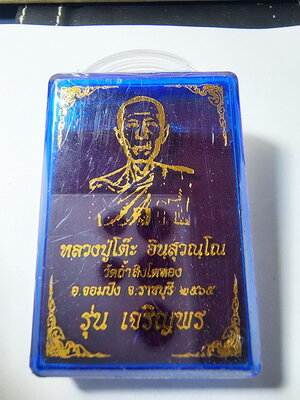 หลวงปู่โต๊ะ อินฺสุวณฺโณ
วัดถ้ำสิงโตทอง
อ.จอมบึง จ.ราชบุรี ๒๕๖๕
รุ่น เจริญพร